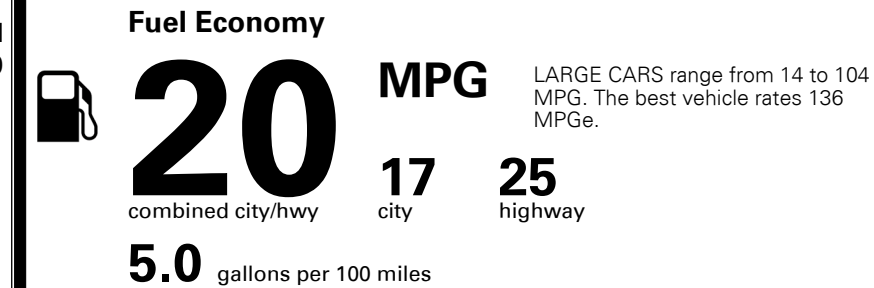 Fuel Economy
20
MPG
LARGE CARS range from 14 to 104
MPG. The best vehicle rates 136
MPGe.
17
25
combined city/hwy
city
highway
5.0 gallons per 100 miles